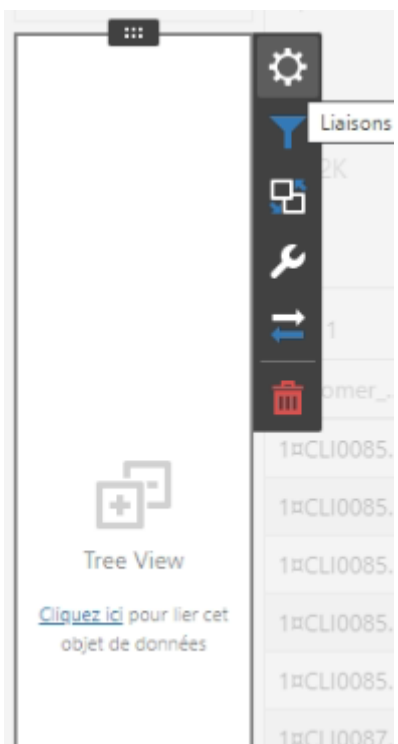 Liaisons
2K
1
omer_...
1¤CLI0085.
1¤CLI0085.
Tree View
1¤CLI0085.
Cliquez ici pour lier cet
objet de données
1¤CLI0085.
1¤CLI0085.
1¤CLI0087.